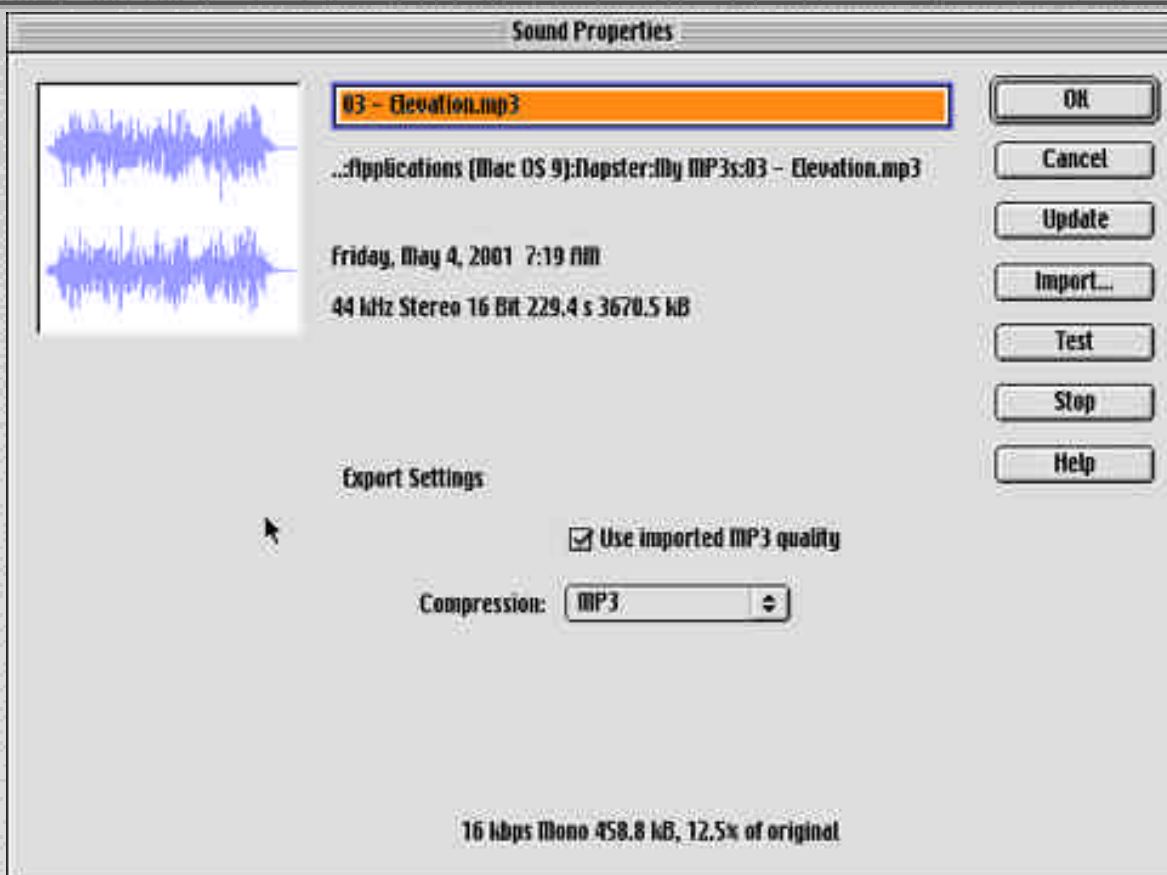 Sound Properties
03 - Elevation.mp3
..:Applications (Mac OS 9):Napster:My MP3s:03 - Elevation.mp3
Friday, May 4, 2001 7:19 AM
44 kHz Stereo 16 Bit 229.4 s 3670.5 kB
OK
Cancel
Update
Import...
Test
Stop
Help
Export Settings
Use imported MP3 quality
Compression: MP3
16 kbps Mono 458.8 kB, 12.5% of original